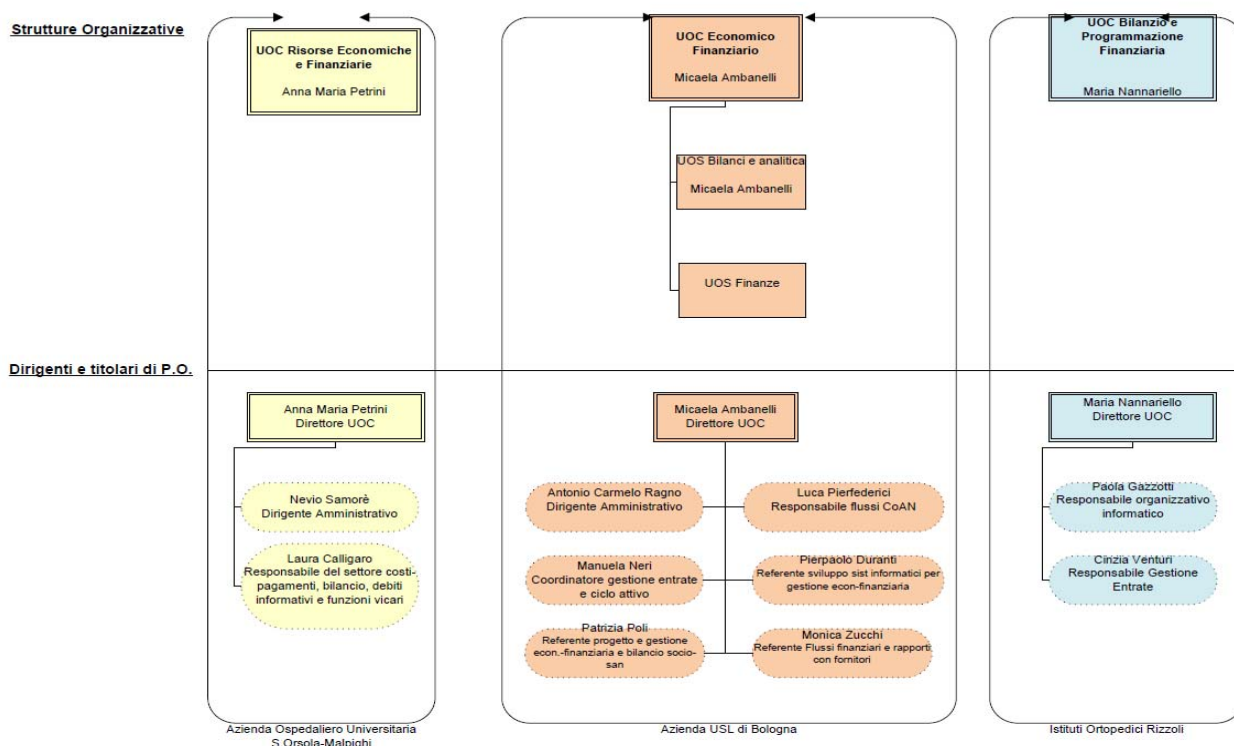 Strutture Organizzative
UOC Risorse Economiche
e Finanziarie
Anna Maria Petrini
UOC Economico
Finanziario
Micaela Ambanelli
UOC Bilanzio e
Programmazione
Finanziaria
Maria Nannariello
UOS Bilanci e analitica
Micaela Ambanelli
UOS Finanze
Dirigenti e titolari di P.O.
Anna Maria Petrini
Direttore UOC
Nevio Samorè
Dirigente Amministrativo
Laura Calligaro
Responsabile del settore costi-
pagamenti, bilancio, debiti
informativi e funzioni vicari
Micaela Ambanelli
Direttore UOC
Antonio Carmelo Ragno
Dirigente Amministrativo
Luca Pierfederici
Responsabile flussi CoAN
Manuela Neri
Coordinatore gestione entrate
e ciclo attivo
Pierpaolo Duranti
Referente sviluppo sist informatici per
gestione econ-finanziaria
Patrizia Poli
Referente progetto e gestione
econ.-finanziaria e bilancio socio-
san
Monica Zucchi
Referente Flussi finanziari e rapporti
con fornitori
Maria Nannariello
Direttore UOC
Paola Gazzotti
Responsabile organizzativo
informatico
Cinzia Venturi
Responsabile Gestione
Entrate
Azienda Ospedaliero Universitaria
S.Orsola-Malpighi
Azienda USL di Bologna
Istituti Ortopedici Rizzoli